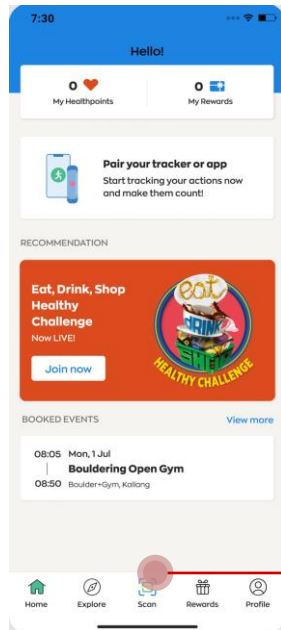 7:30
Hello!
0
0
My Healthpoints
My Rewards
Pair your tracker or app
Start tracking your actions now
and make them count!
RECOMMENDATION
Eat, Drink, Shop
Healthy
Challenge
Now LIVE!
Join now
eat
DRINK
SHOP
HEALTHY CHALLENGE
BOOKED EVENTS
View more
08:05 Mon, 1 Jul
Bouldering Open Gym
08:50 Boulder+Gym, Kallang
Home
Explore
Scan
Rewards
Profile